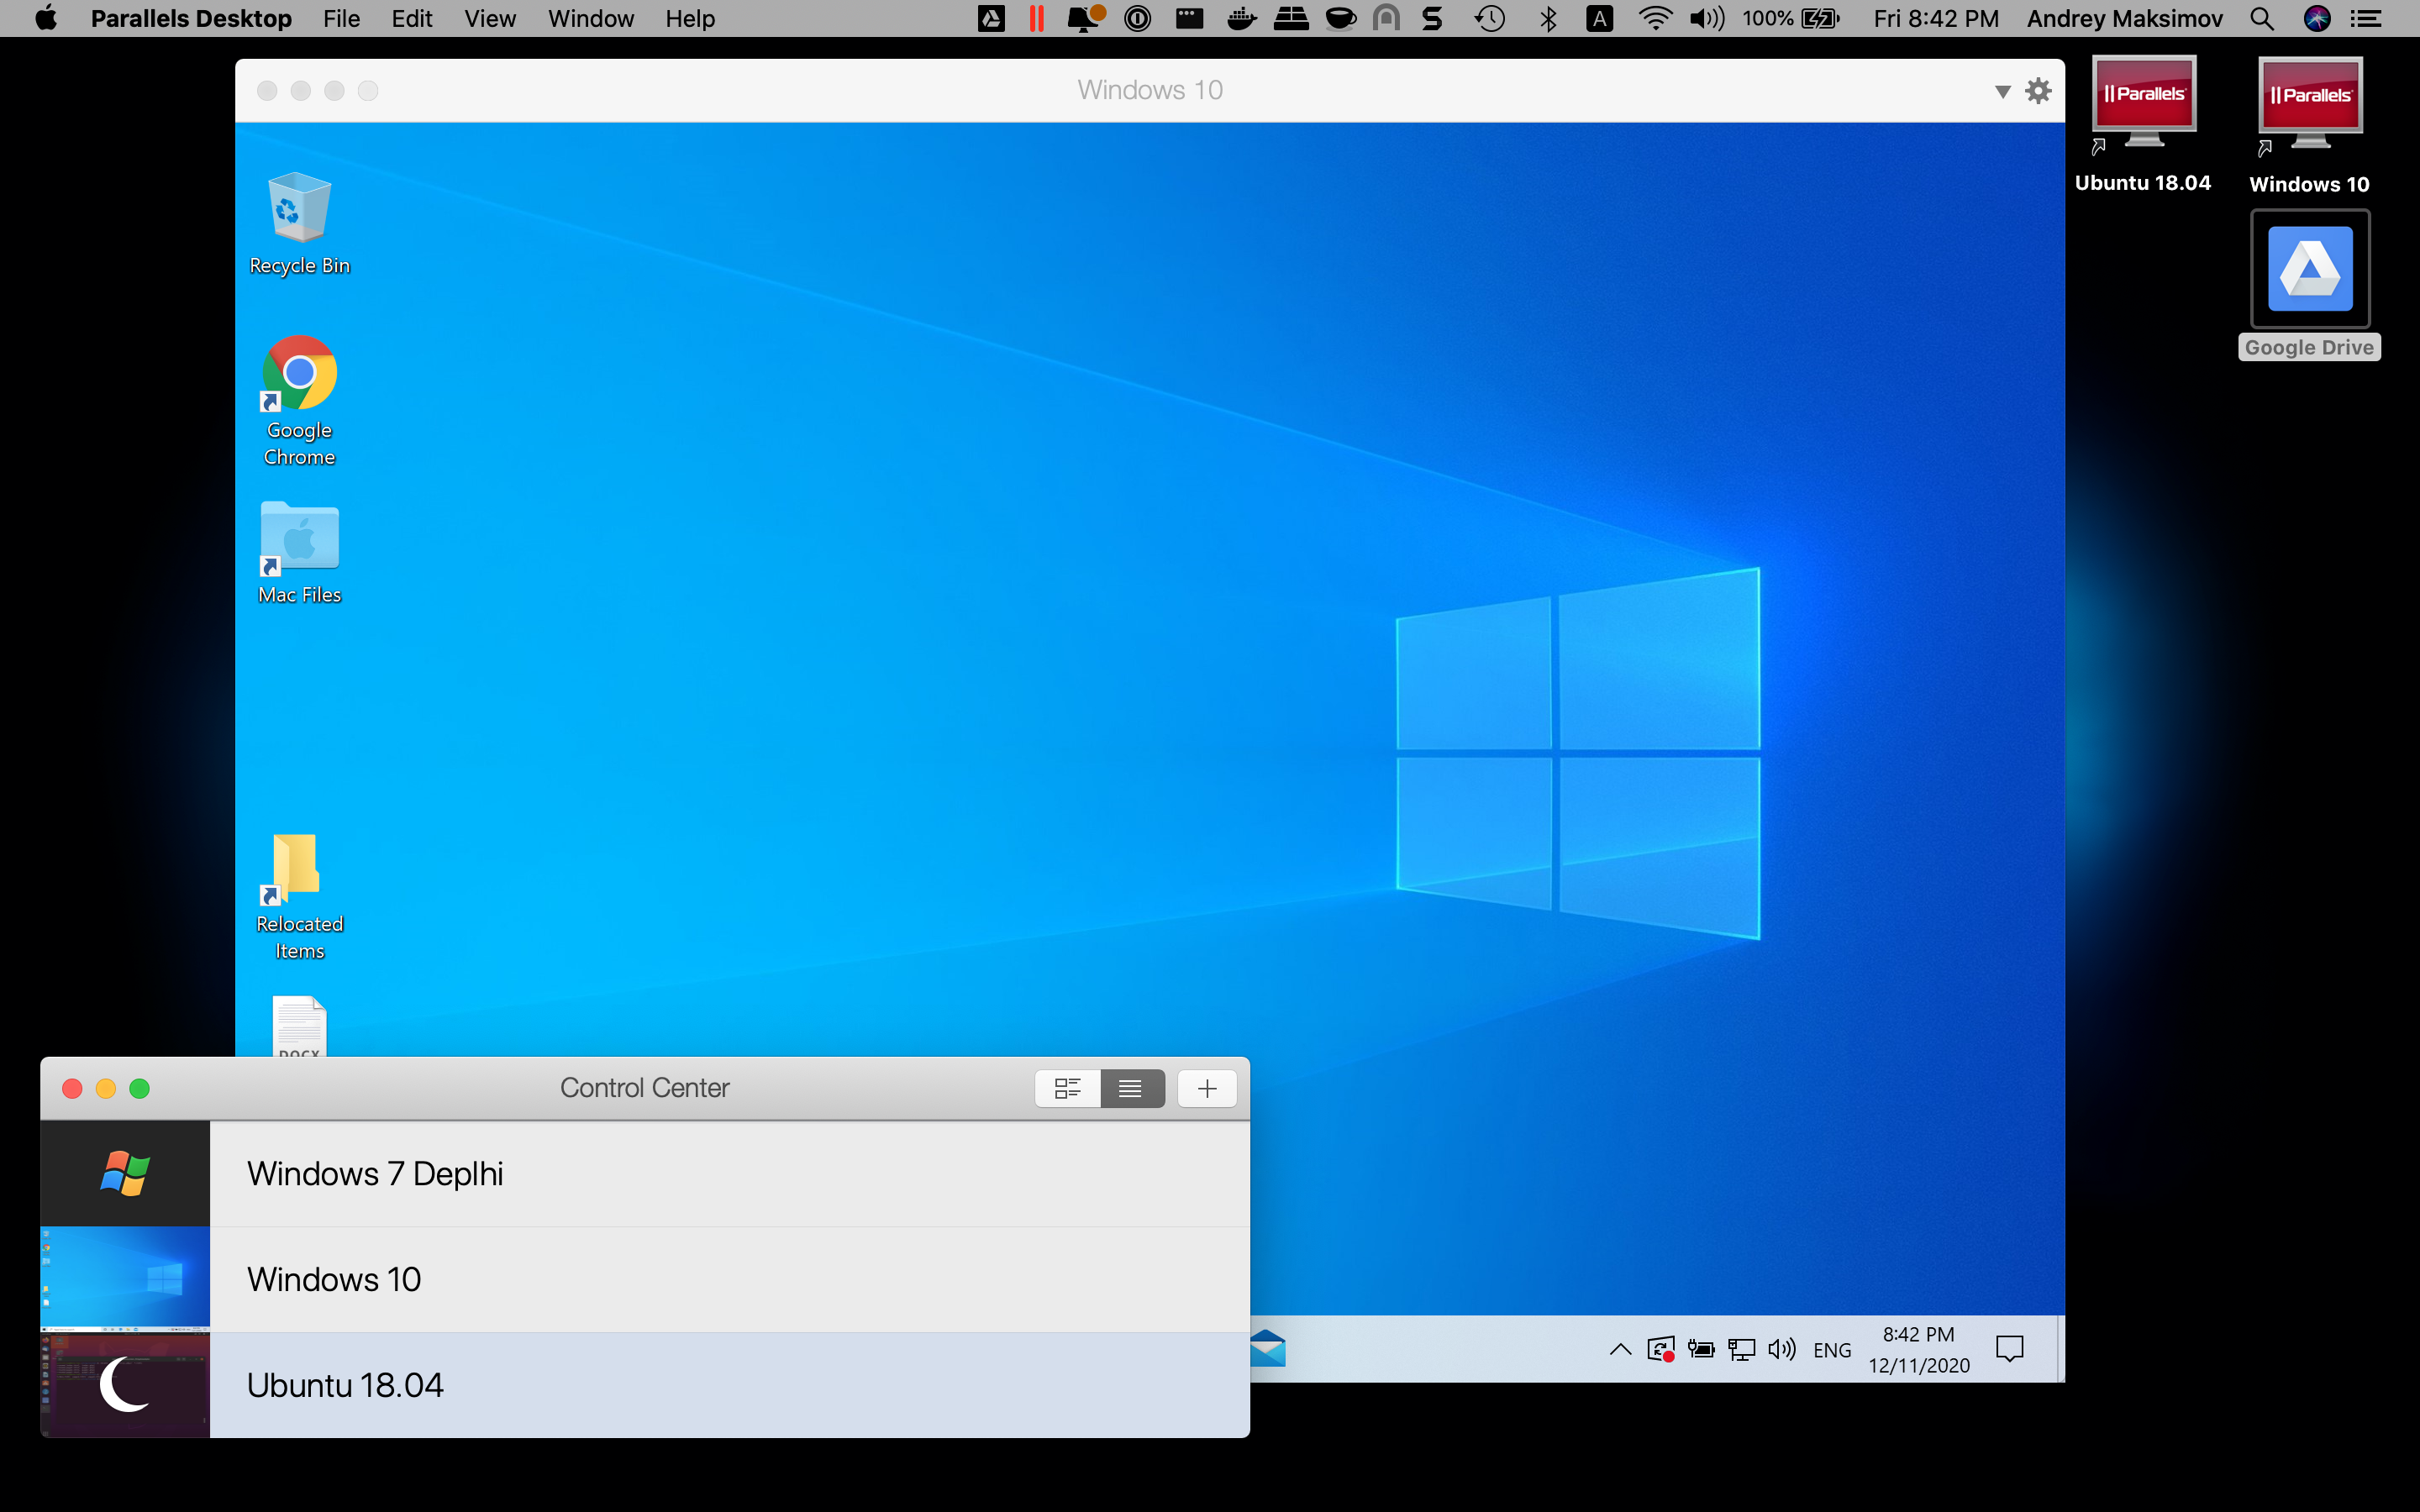 Parallels Desktop File Edit View Window Help A 100% Fri 8:42 PM Andrey Maksimov
Windows 10
Parallels
Parallels
Ubuntu 18.04
Windows 10
Google Drive
Recycle Bin
Google
Chrome
Mac Files
Relocated
Items
DOCX
Control Center
Windows 7 Deplhi
Windows 10
Ubuntu 18.04
ENG
8:42 PM
12/11/2020